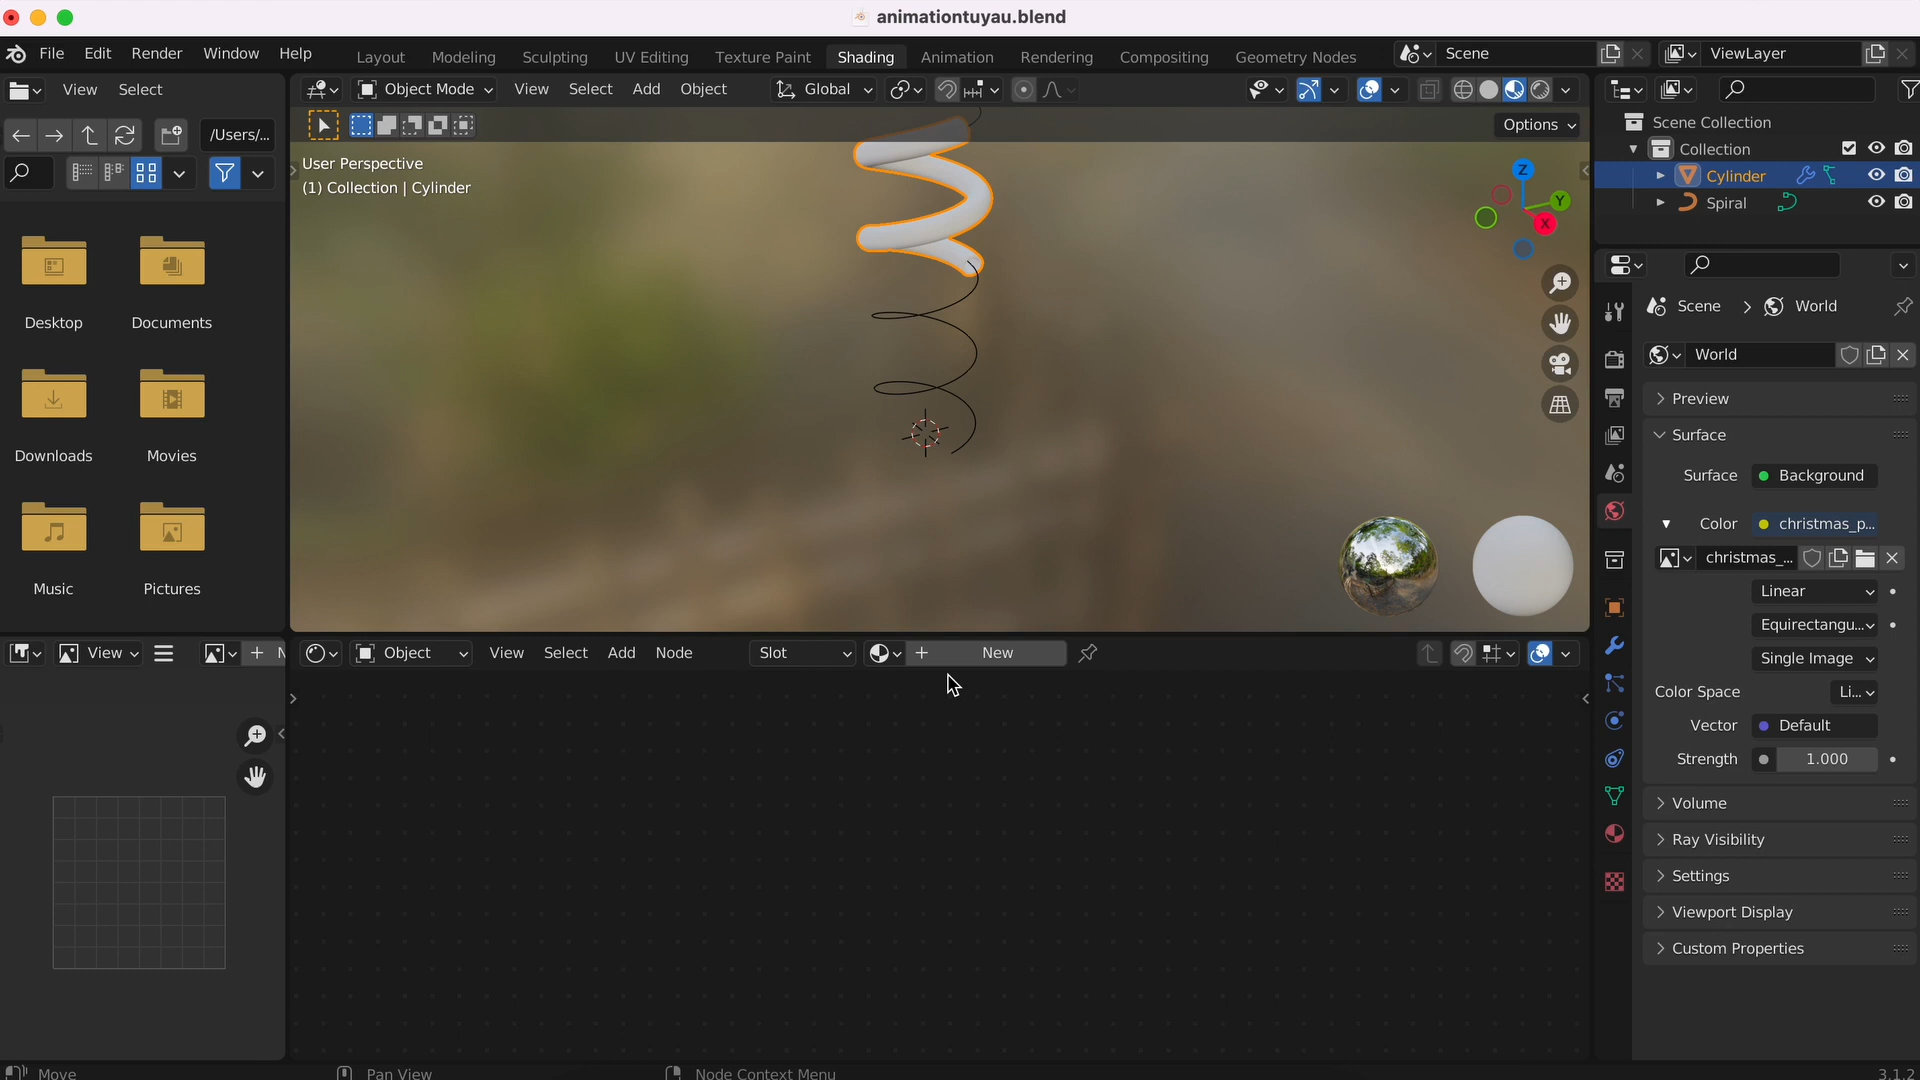 animationtuyau.blend
File Edit Render Window Help
Layout Modeling Sculpting UV Editing Texture Paint Shading Animation Rendering Compositing Geometry Nodes
Scene
ViewLayer
View Select
Object Mode View Select Add Object
Global
/Users/...
Options
User Perspective
(1) Collection | Cylinder
Z
Y
X
Scene Collection
Collection
Cylinder
Spiral
Desktop Documents
Downloads Movies
Music Pictures
Scene > World
World
Preview
Surface
Surface Background
Color christmas_p...
christmas_...
Linear
Equirectangu...
Single Image
Color Space Li...
Vector Default
Strength 1.000
Volume
Ray Visibility
Settings
Viewport Display
Custom Properties
View
+ N
Object View Select Add Node
Slot
+ New
Move
Pan View
Node Context Menu
3.1.2